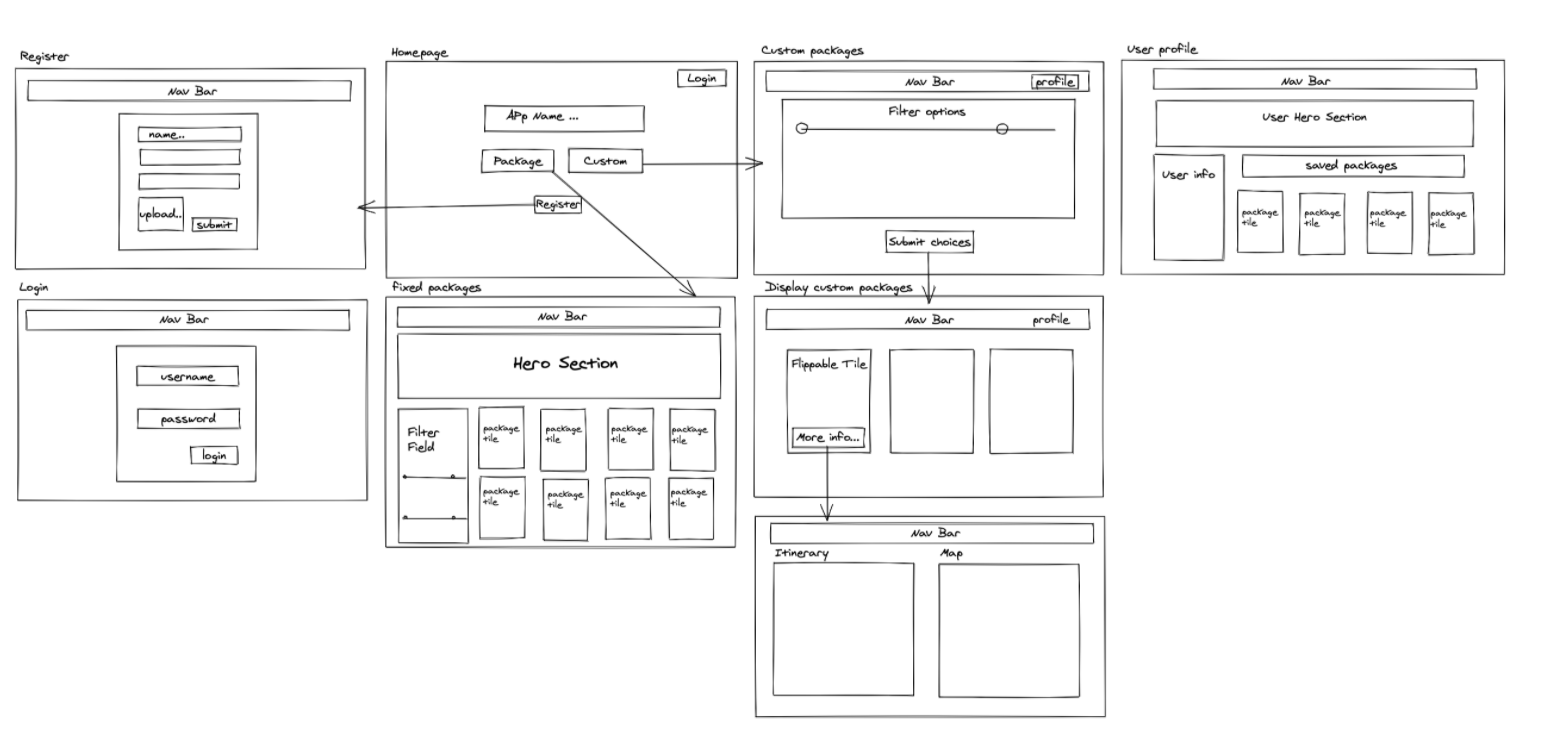 Register
Nav Bar
name..
upload..
submit
Homepage
Login
APp Name ...
Package
Custom
Register
Custom packages
Nav Bar
profile
Filter options
Submit choices
User profile
Nav Bar
User Hero Section
User info
saved packages
package
tile
package
tile
package
tile
package
tile
Login
Nav Bar
username
password
login
fixed packages
Nav Bar
Hero Section
Filter
Field
package
tile
package
tile
package
tile
package
tile
package
tile
package
tile
package
tile
package
tile
Display custom packages
Nav Bar
profile
Flippable Tile
More info...
Nav Bar
Itinerary
Map